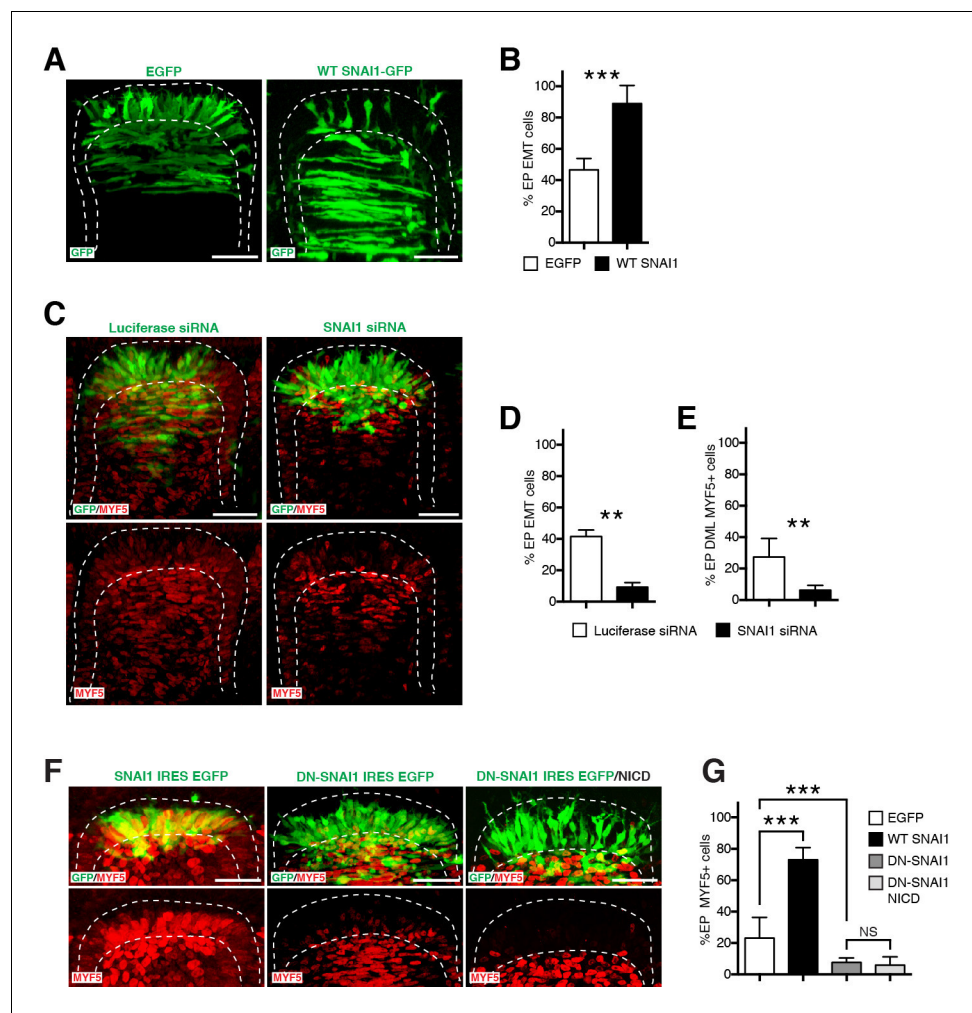 A
EGFP
WT SNAI1-GFP
GFP
GFP
B
% EP EMT cells
100
80
60
40
20
0
***
EGFP
WT SNAI1
C
Luciferase siRNA
SNAI1 siRNA
GFP/MYF5
GFP/MYF5
MYF5
MYF5
D
% EP EMT cells
100
80
60
40
20
0
**
E
% EP DML MYF5+ cells
100
80
60
40
20
0
**
Luciferase siRNA
SNAI1 siRNA
F
SNAI1 IRES EGFP
DN-SNAI1 IRES EGFP
DN-SNAI1 IRES EGFP/NICD
GFP/MYF5
GFP/MYF5
GFP/MYF5
MYF5
MYF5
MYF5
G
%EP MYF5+ cells
100
80
60
40
20
0
***
***
NS
EGFP
WT SNAI1
DN-SNAI1
DN-SNAI1
NICD